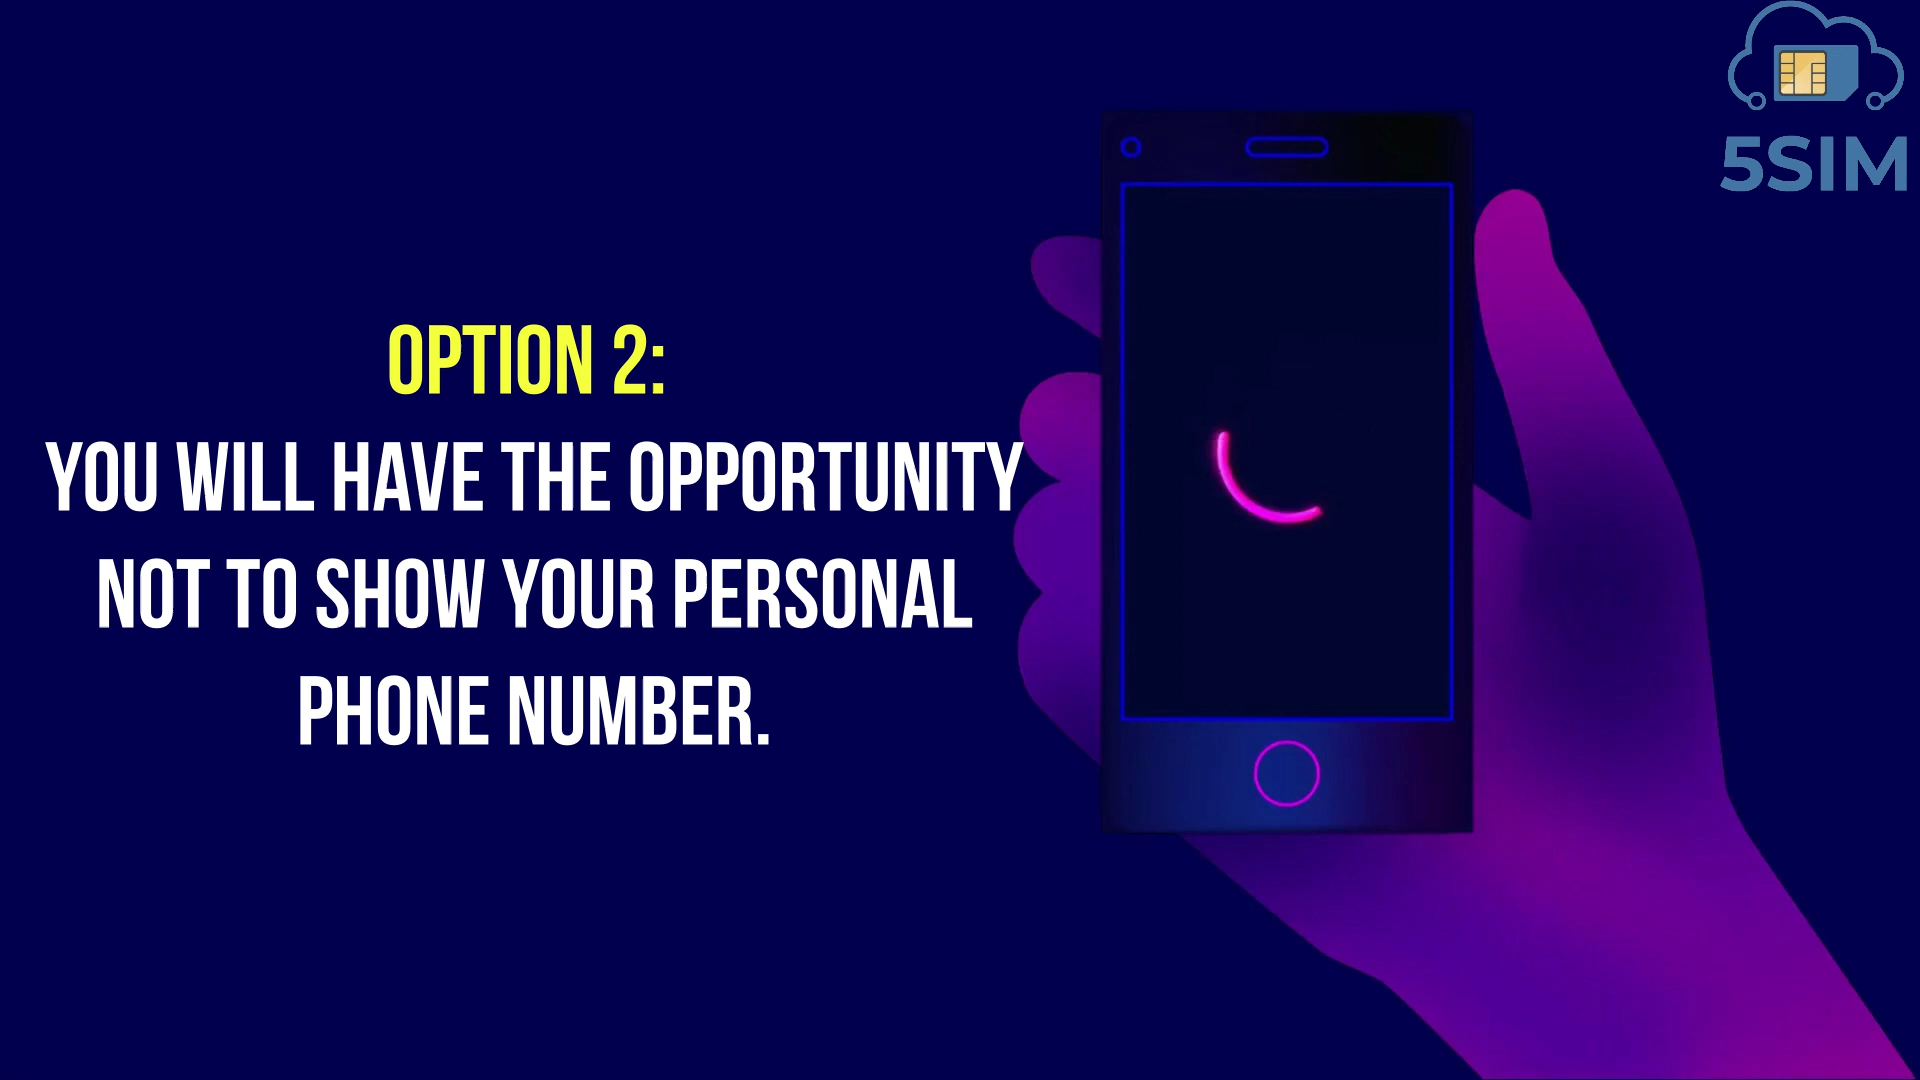 5SIM
OPTION 2:
YOU WILL HAVE THE OPPORTUNITY
NOT TO SHOW YOUR PERSONAL
PHONE NUMBER.